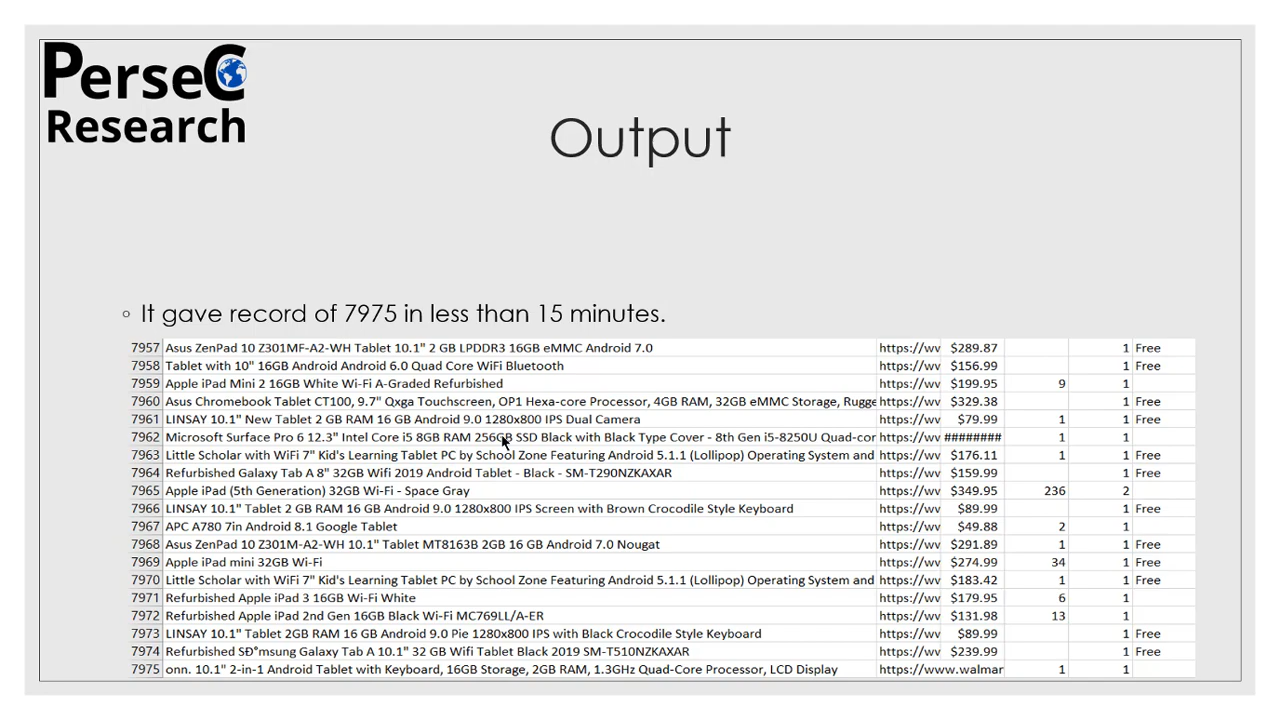 PerseC
Research
Output
◦ It gave record of 7975 in less than 15 minutes.
7957 Asus ZenPad 10 Z301MF-A2-WH Tablet 10.1" 2 GB LPDDR3 16GB eMMC Android 7.0 https://wv $289.87 1 Free
7958 Tablet with 10" 16GB Android Android 6.0 Quad Core WiFi Bluetooth https://wv $156.99 1 Free
7959 Apple iPad Mini 2 16GB White Wi-Fi A-Graded Refurbished https://wv $199.95 9 1
7960 Asus Chromebook Tablet CT100, 9.7" Qxga Touchscreen, OP1 Hexa-core Processor, 4GB RAM, 32GB eMMC Storage, Rugge https://wv $329.38 1 Free
7961 LINSAY 10.1" New Tablet 2 GB RAM 16 GB Android 9.0 1280x800 IPS Dual Camera https://wv $79.99 1 1 Free
7962 Microsoft Surface Pro 6 12.3" Intel Core i5 8GB RAM 256GB SSD Black with Black Type Cover - 8th Gen i5-8250U Quad-cor https://wv ######## 1 1
7963 Little Scholar with WiFi 7" Kid's Learning Tablet PC by School Zone Featuring Android 5.1.1 (Lollipop) Operating System and https://wv $176.11 1 1 Free
7964 Refurbished Galaxy Tab A 8" 32GB Wifi 2019 Android Tablet - Black - SM-T290NZKAXAR https://wv $159.99 1 Free
7965 Apple iPad (5th Generation) 32GB Wi-Fi - Space Gray https://wv $349.95 236 2
7966 LINSAY 10.1" Tablet 2 GB RAM 16 GB Android 9.0 1280x800 IPS Screen with Brown Crocodile Style Keyboard https://wv $89.99 1 Free
7967 APC A780 7in Android 8.1 Google Tablet https://wv $49.88 2 1
7968 Asus ZenPad 10 Z301M-A2-WH 10.1" Tablet MT8163B 2GB 16 GB Android 7.0 Nougat https://wv $291.89 1 1 Free
7969 Apple iPad mini 32GB Wi-Fi https://wv $274.99 34 1 Free
7970 Little Scholar with WiFi 7" Kid's Learning Tablet PC by School Zone Featuring Android 5.1.1 (Lollipop) Operating System and https://wv $183.42 1 1 Free
7971 Refurbished Apple iPad 3 16GB Wi-Fi White https://wv $179.95 6 1
7972 Refurbished Apple iPad 2nd Gen 16GB Black Wi-Fi MC769LL/A-ER https://wv $131.98 13 1
7973 LINSAY 10.1" Tablet 2GB RAM 16 GB Android 9.0 Pie 1280x800 IPS with Black Crocodile Style Keyboard https://wv $89.99 1 Free
7974 Refurbished SÐ°msung Galaxy Tab A 10.1" 32 GB Wifi Tablet Black 2019 SM-T510NZKAXAR https://wv $239.99 1 Free
7975 onn. 10.1" 2-in-1 Android Tablet with Keyboard, 16GB Storage, 2GB RAM, 1.3GHz Quad-Core Processor, LCD Display https://www.walmar 1 1